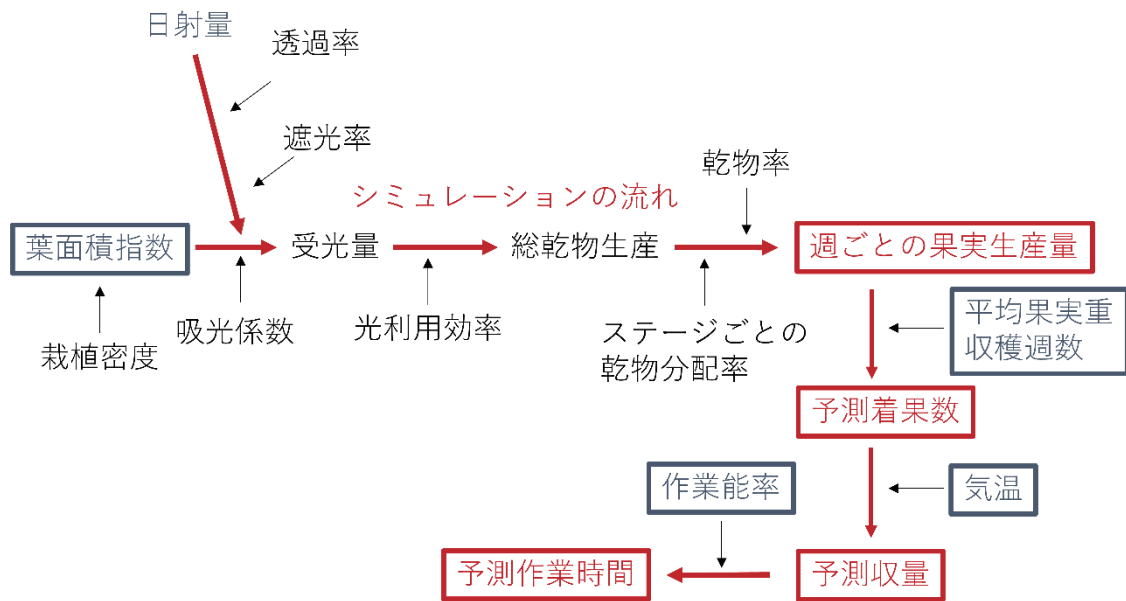 日射量
透過率
遮光率
シミュレーションの流れ
乾物率
葉面積指数
受光量
総乾物生産
週ごとの果実生産量
栽植密度
吸光係数
光利用効率
ステージごとの
乾物分配率
平均果実重
収穫週数
予測着果数
作業能率
気温
予測作業時間
予測収量